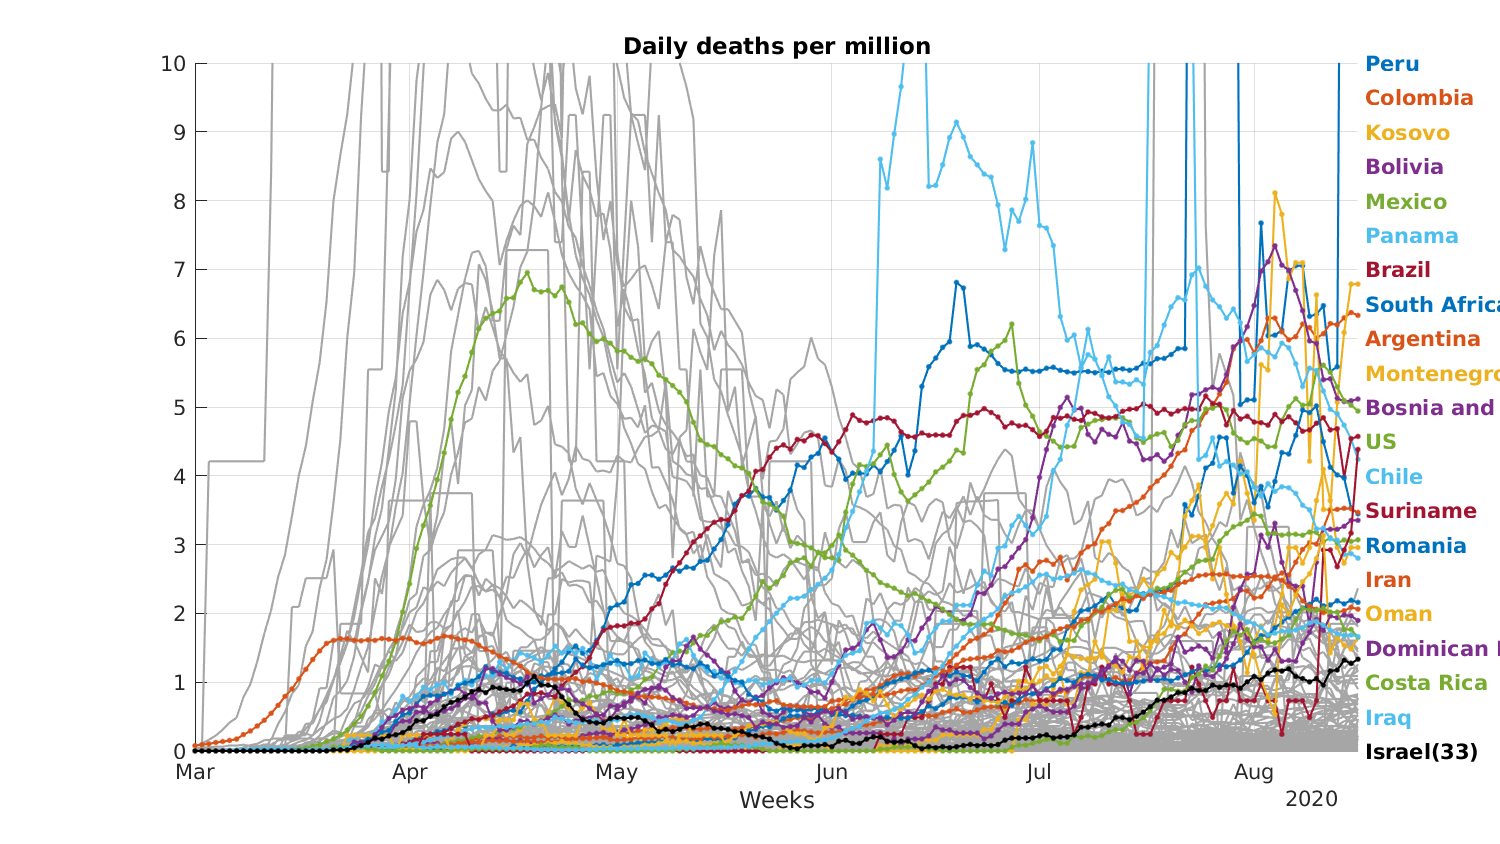 Daily deaths per million
10
9
8
7
6
5
4
3
2
1
0
Mar
Apr
May
Jun
Jul
Aug
Weeks
2020
Peru
Colombia
Kosovo
Bolivia
Mexico
Panama
Brazil
South Africa
Argentina
Montenegro
Bosnia and
US
Chile
Suriname
Romania
Iran
Oman
Dominican
Costa Rica
Iraq
Israel(33)